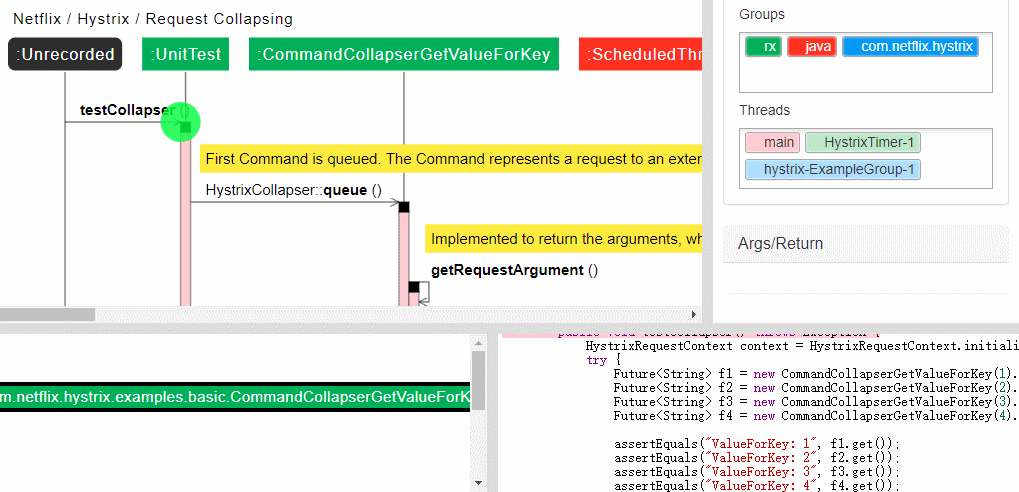 Netflix / Hystrix / Request Collapsing
:Unrecorded
:UnitTest
:CommandCollapserGetValueForKey
:ScheduledThr
testCollapser ()
First Command is queued. The Command represents a request to an exter
HystrixCollapser::queue ()
Implemented to return the arguments, wh
getRequestArgument ()
Groups
rx
java
com.netflix.hystrix
Threads
main
HystrixTimer-1
hystrix-ExampleGroup-1
Args/Return
m.netflix.hystrix.examples.basic.CommandCollapserGetValueForK
public void testCollapser() throws Exception {
HystrixRequestContext context = HystrixRequestContext.initiali
try {
Future<String> f1 = new CommandCollapserGetValueForKey(1).
Future<String> f2 = new CommandCollapserGetValueForKey(2).
Future<String> f3 = new CommandCollapserGetValueForKey(3).
Future<String> f4 = new CommandCollapserGetValueForKey(4).
assertEquals("ValueForKey: 1", f1.get());
assertEquals("ValueForKey: 2", f2.get());
assertEquals("ValueForKey: 3", f3.get());
assertEquals("ValueForKey: 4", f4.get());